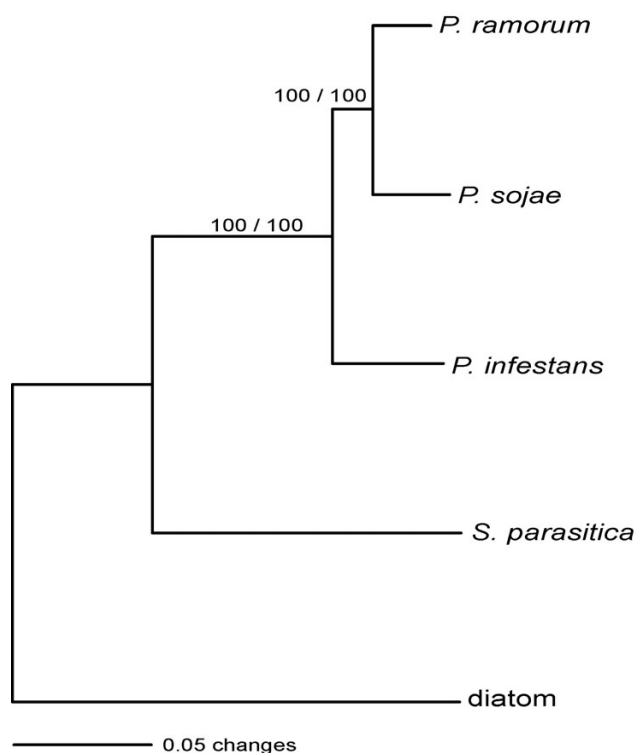 P. ramorum
100 / 100
P. sojae
100 / 100
P. infestans
S. parasitica
diatom
0.05 changes